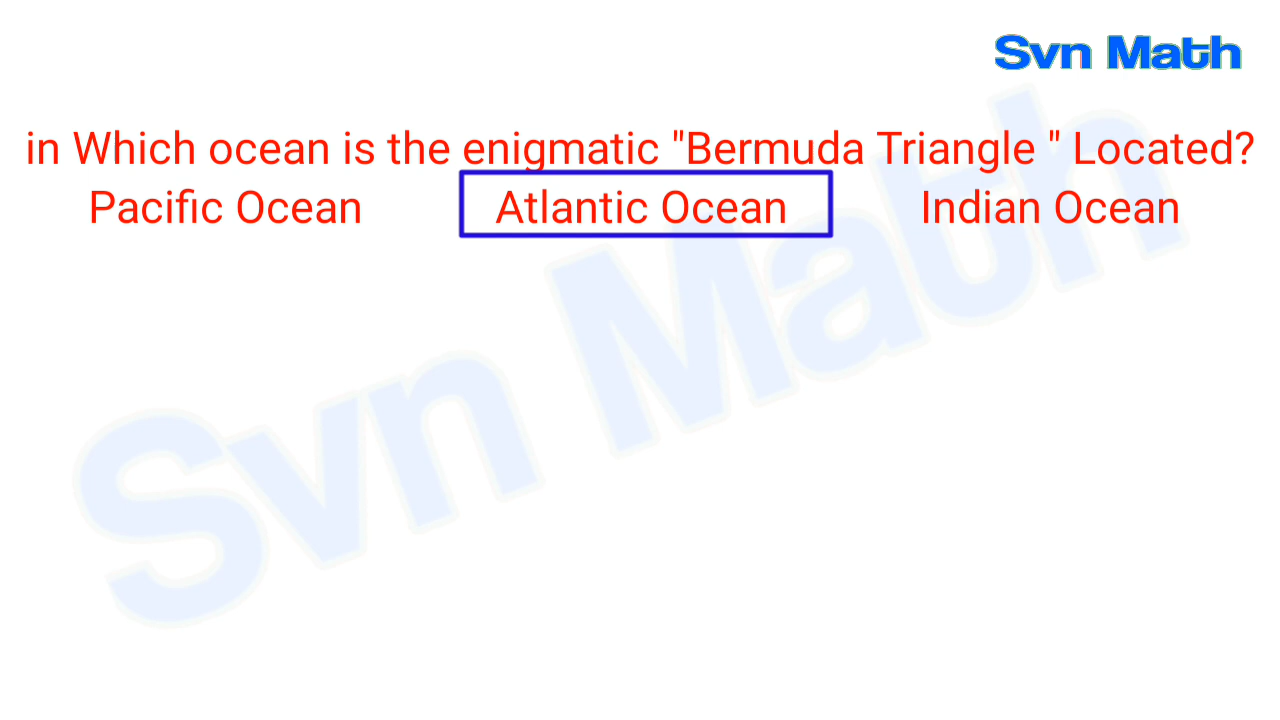 Svn Math
in Which ocean is the enigmatic "Bermuda Triangle " Located?
Pacific Ocean Atlantic Ocean Indian Ocean
Svn Math